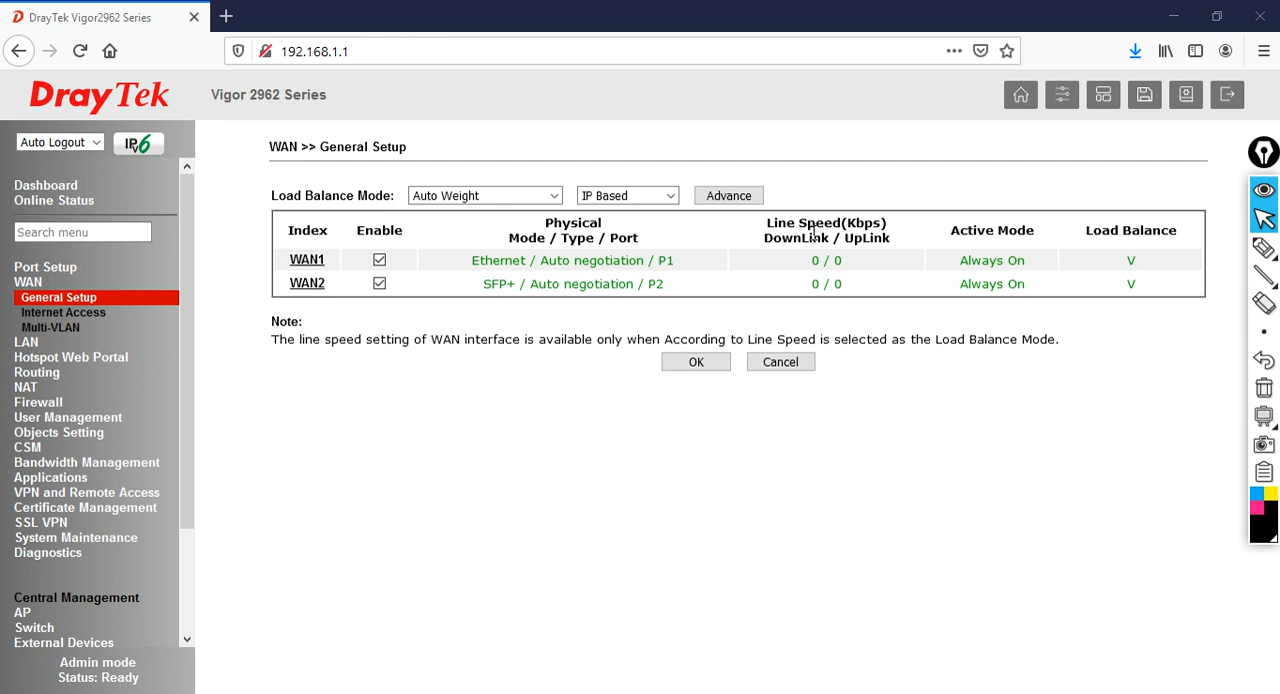 DrayTek Vigor2962 Series
192.168.1.1
DrayTek
Vigor 2962 Series
Auto Logout
IPv6
Dashboard
Online Status
Search menu
Port Setup
WAN
General Setup
Internet Access
Multi-VLAN
LAN
Hotspot Web Portal
Routing
NAT
Firewall
User Management
Objects Setting
CSM
Bandwidth Management
Applications
VPN and Remote Access
Certificate Management
SSL VPN
System Maintenance
Diagnostics
Central Management
AP
Switch
External Devices
Admin mode
Status: Ready
WAN >> General Setup
Load Balance Mode: Auto Weight IP Based Advance
Index Enable Physical Mode / Type / Port Line Speed(Kbps) DownLink / UpLink Active Mode Load Balance
WAN1 Ethernet / Auto negotiation / P1 0 / 0 Always On V
WAN2 SFP+ / Auto negotiation / P2 0 / 0 Always On V
Note:
The line speed setting of WAN interface is available only when According to Line Speed is selected as the Load Balance Mode.
OK Cancel